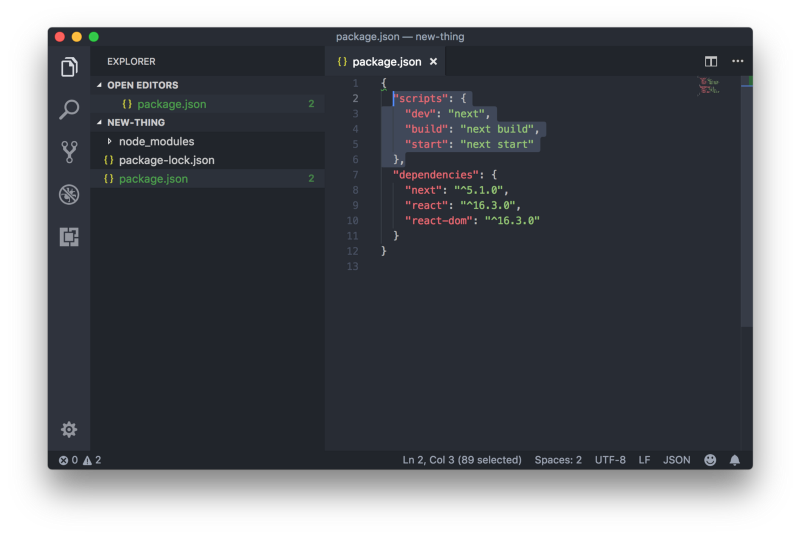 package.json — new-thing
EXPLORER
OPEN EDITORS
{} package.json 2
NEW-THING
node_modules
{} package-lock.json
{} package.json 2
{} package.json ×
1 {
2 "scripts": {
3 "dev": "next",
4 "build": "next build",
5 "start": "next start"
6 },
7 "dependencies": {
8 "next": "^5.1.0",
9 "react": "^16.3.0",
10 "react-dom": "^16.3.0"
11 }
12 }
13
0 2 Ln 2, Col 3 (89 selected) Spaces: 2 UTF-8 LF JSON